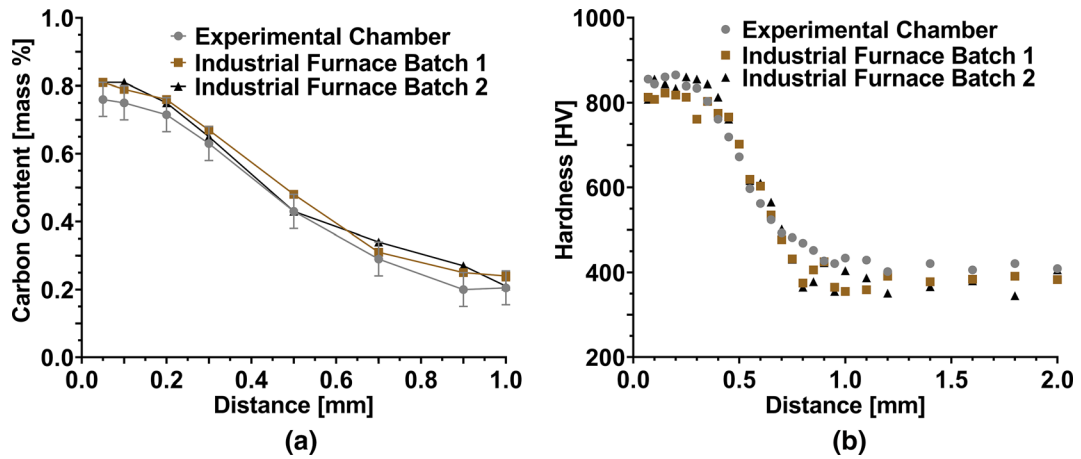 (a)
1.0
0.8
0.6
0.4
0.2
0.0
Carbon Content [mass %]
Experimental Chamber
Industrial Furnace Batch 1
Industrial Furnace Batch 2
0.0 0.2 0.4 0.6 0.8 1.0
Distance [mm]
(a)
(b)
1000
800
600
400
200
Hardness [HV]
Experimental Chamber
Industrial Furnace Batch 1
Industrial Furnace Batch 2
0.0 0.5 1.0 1.5 2.0
Distance [mm]
(b)